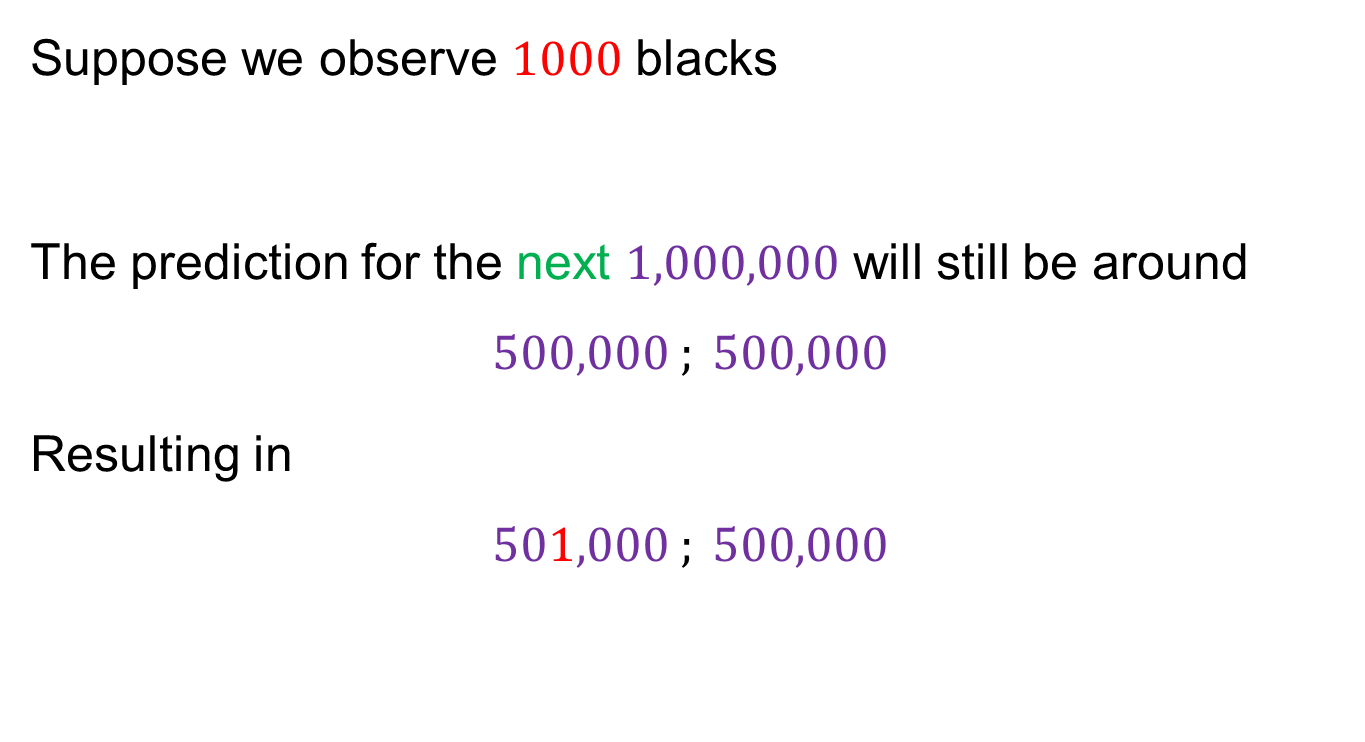 Suppose we observe 1000 blacks
The prediction for the next 1,000,000 will still be around
500,000 ; 500,000
Resulting in
501,000 ; 500,000